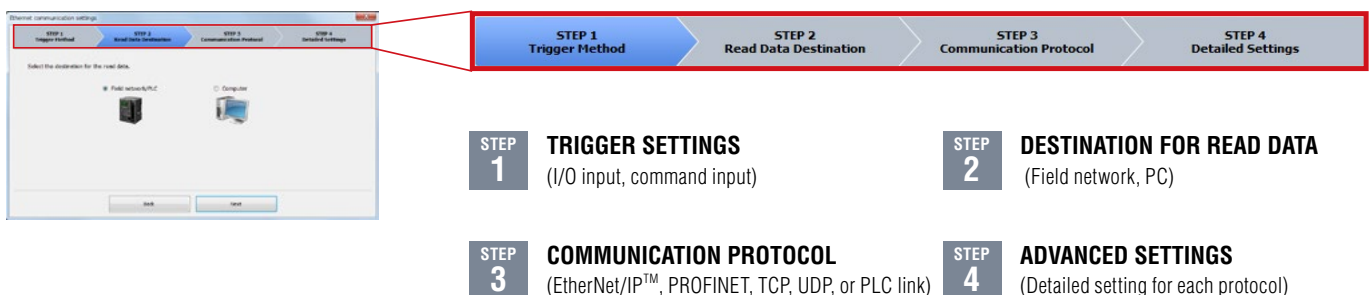 Ethernet communication settings
STEP 1
Trigger Method
STEP 2
Read Data Destination
STEP 3
Communication Protocol
STEP 4
Detailed Settings
Select the destination for the read data.
Field network/PLC
Computer
Back
Next
STEP 1
Trigger Method
STEP 2
Read Data Destination
STEP 3
Communication Protocol
STEP 4
Detailed Settings
STEP
1
TRIGGER SETTINGS
(I/O input, command input)
STEP
2
DESTINATION FOR READ DATA
(Field network, PC)
STEP
3
COMMUNICATION PROTOCOL
(EtherNet/IP™, PROFINET, TCP, UDP, or PLC link)
STEP
4
ADVANCED SETTINGS
(Detailed setting for each protocol)